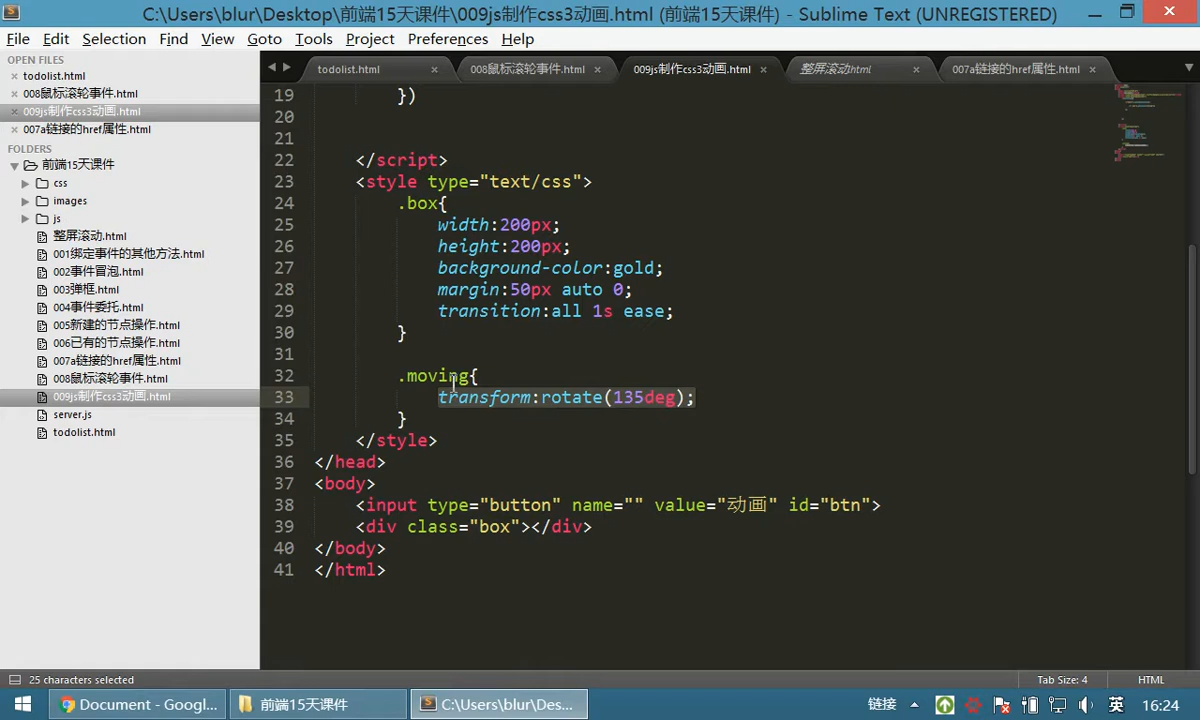 C:\Users\blur\Desktop\前端15天课件\009js制作css3动画.html (前端15天课件) - Sublime Text (UNREGISTERED)
File Edit Selection Find View Goto Tools Project Preferences Help
OPEN FILES
todolist.html
008鼠标滚轮事件.html
009js制作css3动画.html
007a链接的href属性.html
FOLDERS
前端15天课件
css
images
js
整屏滚动.html
001绑定事件的其他方法.html
002事件冒泡.html
003弹框.html
004事件委托.html
005新建的节点操作.html
006已有的节点操作.html
007a链接的href属性.html
008鼠标滚轮事件.html
009js制作css3动画.html
server.js
todolist.html
todolist.html 008鼠标滚轮事件.html 009js制作css3动画.html 整屏滚动html 007a链接的href属性.html
19 })
20
21
22 </script>
23 <style type="text/css">
24 .box{
25 width:200px;
26 height:200px;
27 background-color:gold;
28 margin:50px auto 0;
29 transition:all 1s ease;
30 }
31
32 .moving{
33 transform:rotate(135deg);
34 }
35 </style>
36 </head>
37 <body>
38 <input type="button" name="" value="动画" id="btn">
39 <div class="box"></div>
40 </body>
41 </html>
25 characters selected Tab Size: 4 HTML
Document - Googl... 前端15天课件 C:\Users\blur\Des... 链接 英 16:24